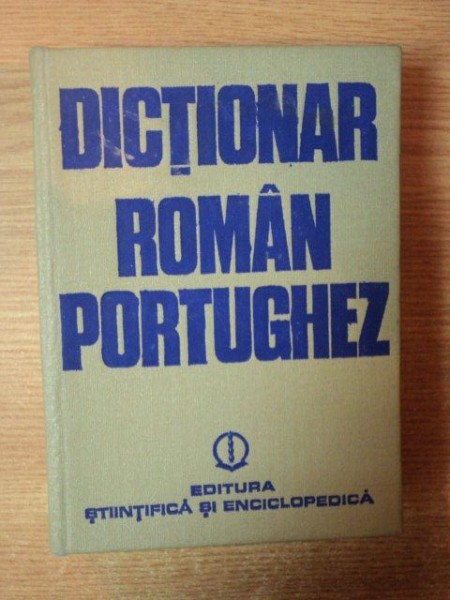 DICȚIONAR
ROMÂN
PORTUGHEZ
EDITURA
ȘTIINȚIFICĂ ȘI ENCICLOPEDICĂ